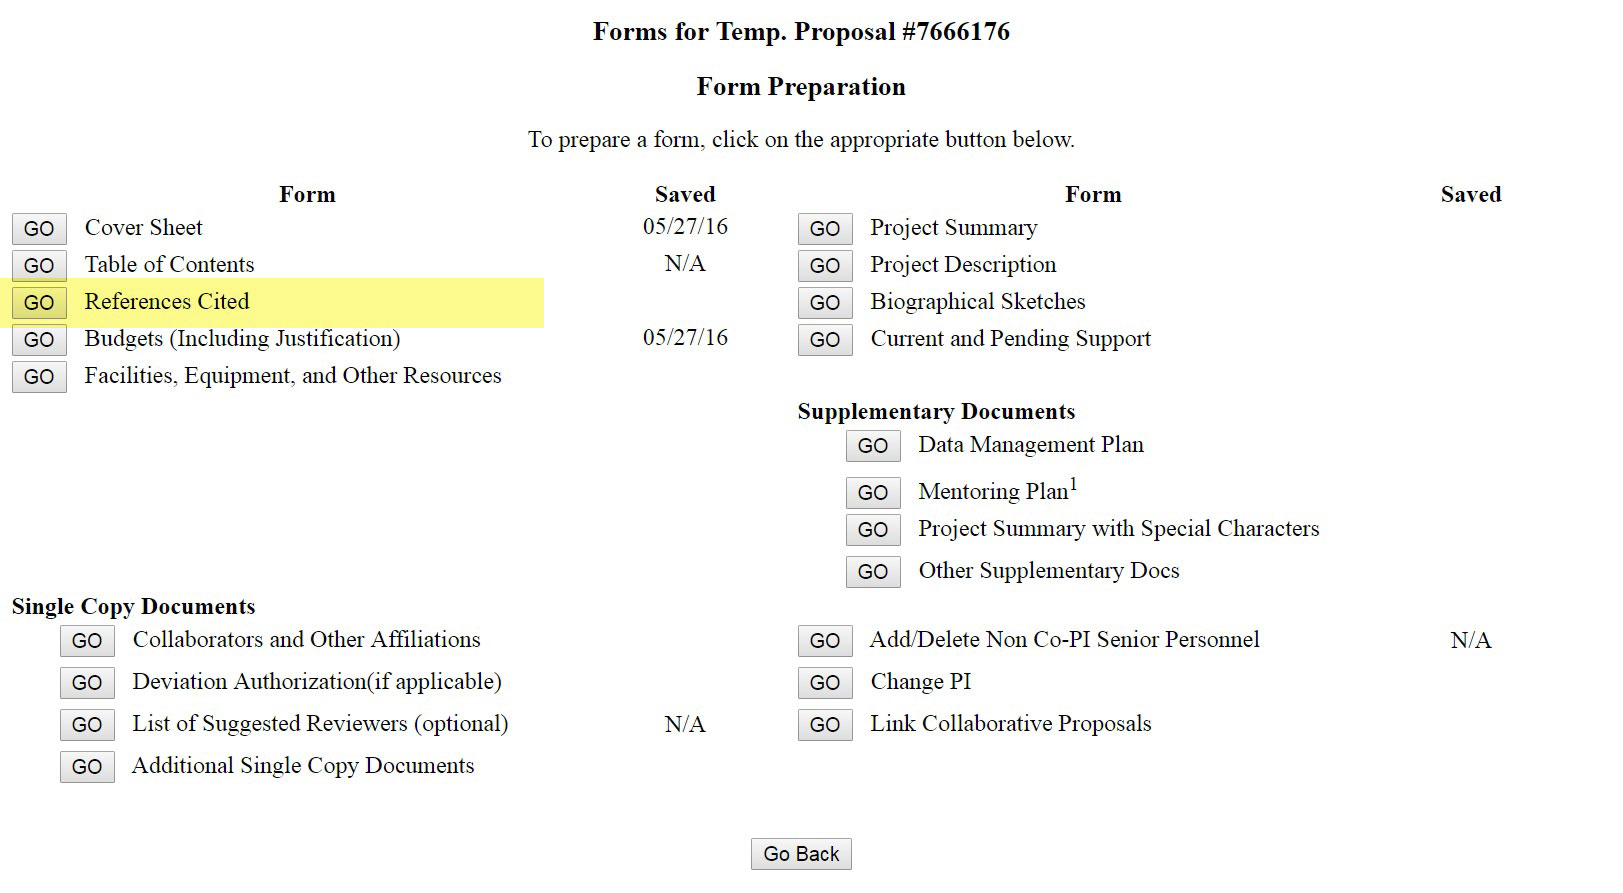 Forms for Temp. Proposal #7666176
Form Preparation
To prepare a form, click on the appropriate button below.
Form Saved Form Saved
GO Cover Sheet 05/27/16 GO Project Summary
GO Table of Contents N/A GO Project Description
GO References Cited GO Biographical Sketches
GO Budgets (Including Justification) 05/27/16 GO Current and Pending Support
GO Facilities, Equipment, and Other Resources
Supplementary Documents
GO Data Management Plan
GO Mentoring Plan1
GO Project Summary with Special Characters
GO Other Supplementary Docs
Single Copy Documents
GO Collaborators and Other Affiliations GO Add/Delete Non Co-PI Senior Personnel N/A
GO Deviation Authorization(if applicable) GO Change PI
GO List of Suggested Reviewers (optional) N/A GO Link Collaborative Proposals
GO Additional Single Copy Documents
Go Back